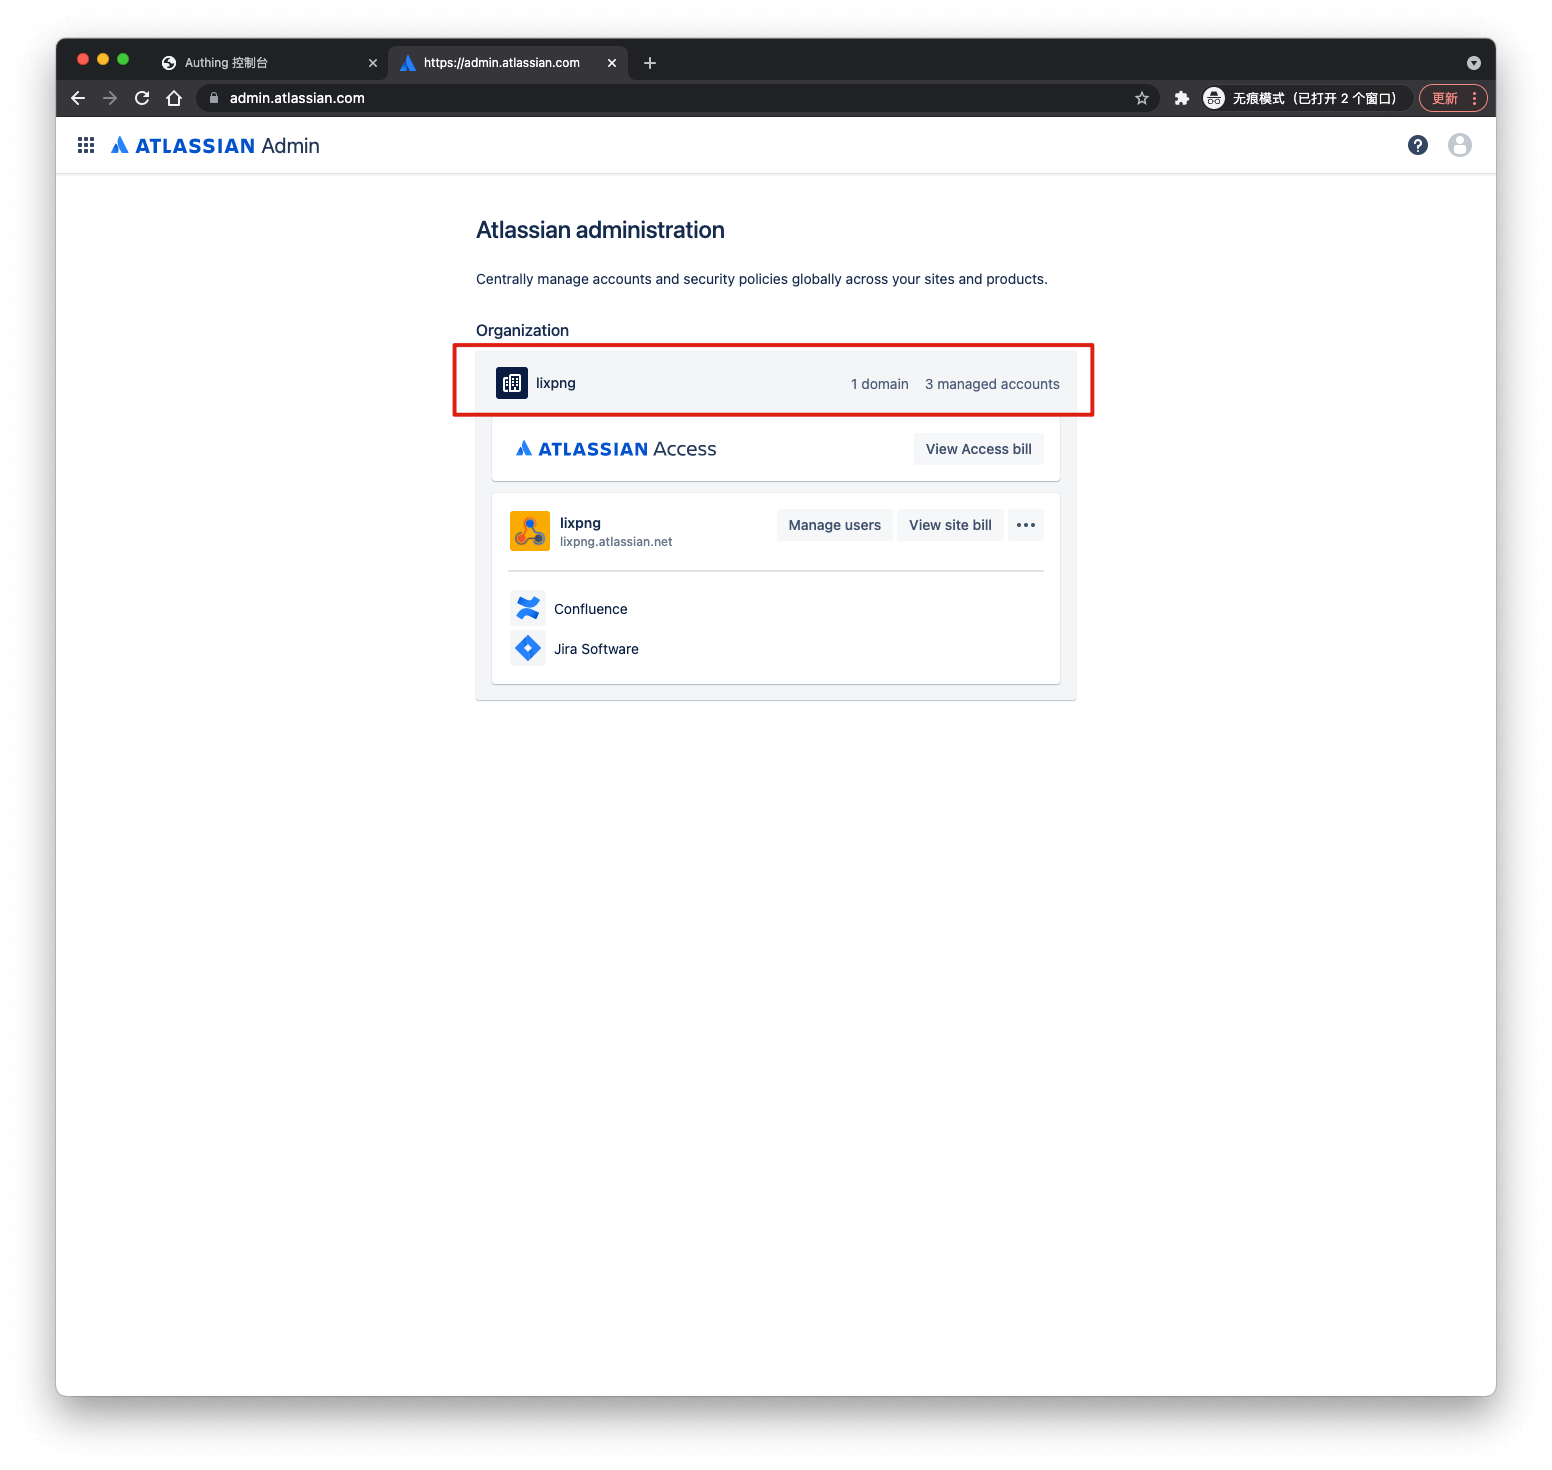 Authing 控制台
https://admin.atlassian.com
admin.atlassian.com
无痕模式（已打开 2 个窗口）
更新
ATLASSIAN Admin
Atlassian administration
Centrally manage accounts and security policies globally across your sites and products.
Organization
lixpng
1 domain 3 managed accounts
ATLASSIAN Access
View Access bill
lixpng
lixpng.atlassian.net
Manage users
View site bill
Confluence
Jira Software